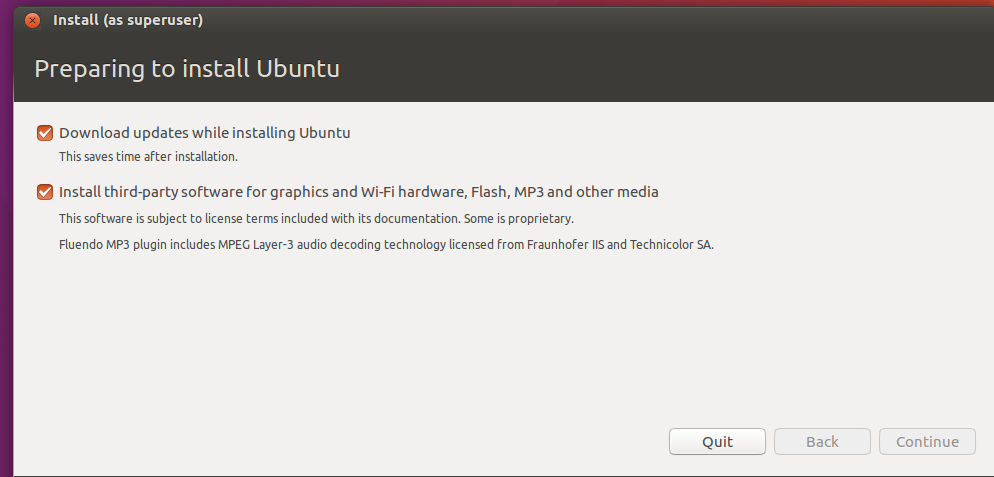 Install (as superuser)
Preparing to install Ubuntu
Download updates while installing Ubuntu
This saves time after installation.
Install third-party software for graphics and Wi-Fi hardware, Flash, MP3 and other media
This software is subject to license terms included with its documentation. Some is proprietary.
Fluendo MP3 plugin includes MPEG Layer-3 audio decoding technology licensed from Fraunhofer IIS and Technicolor SA.
Quit Back Continue